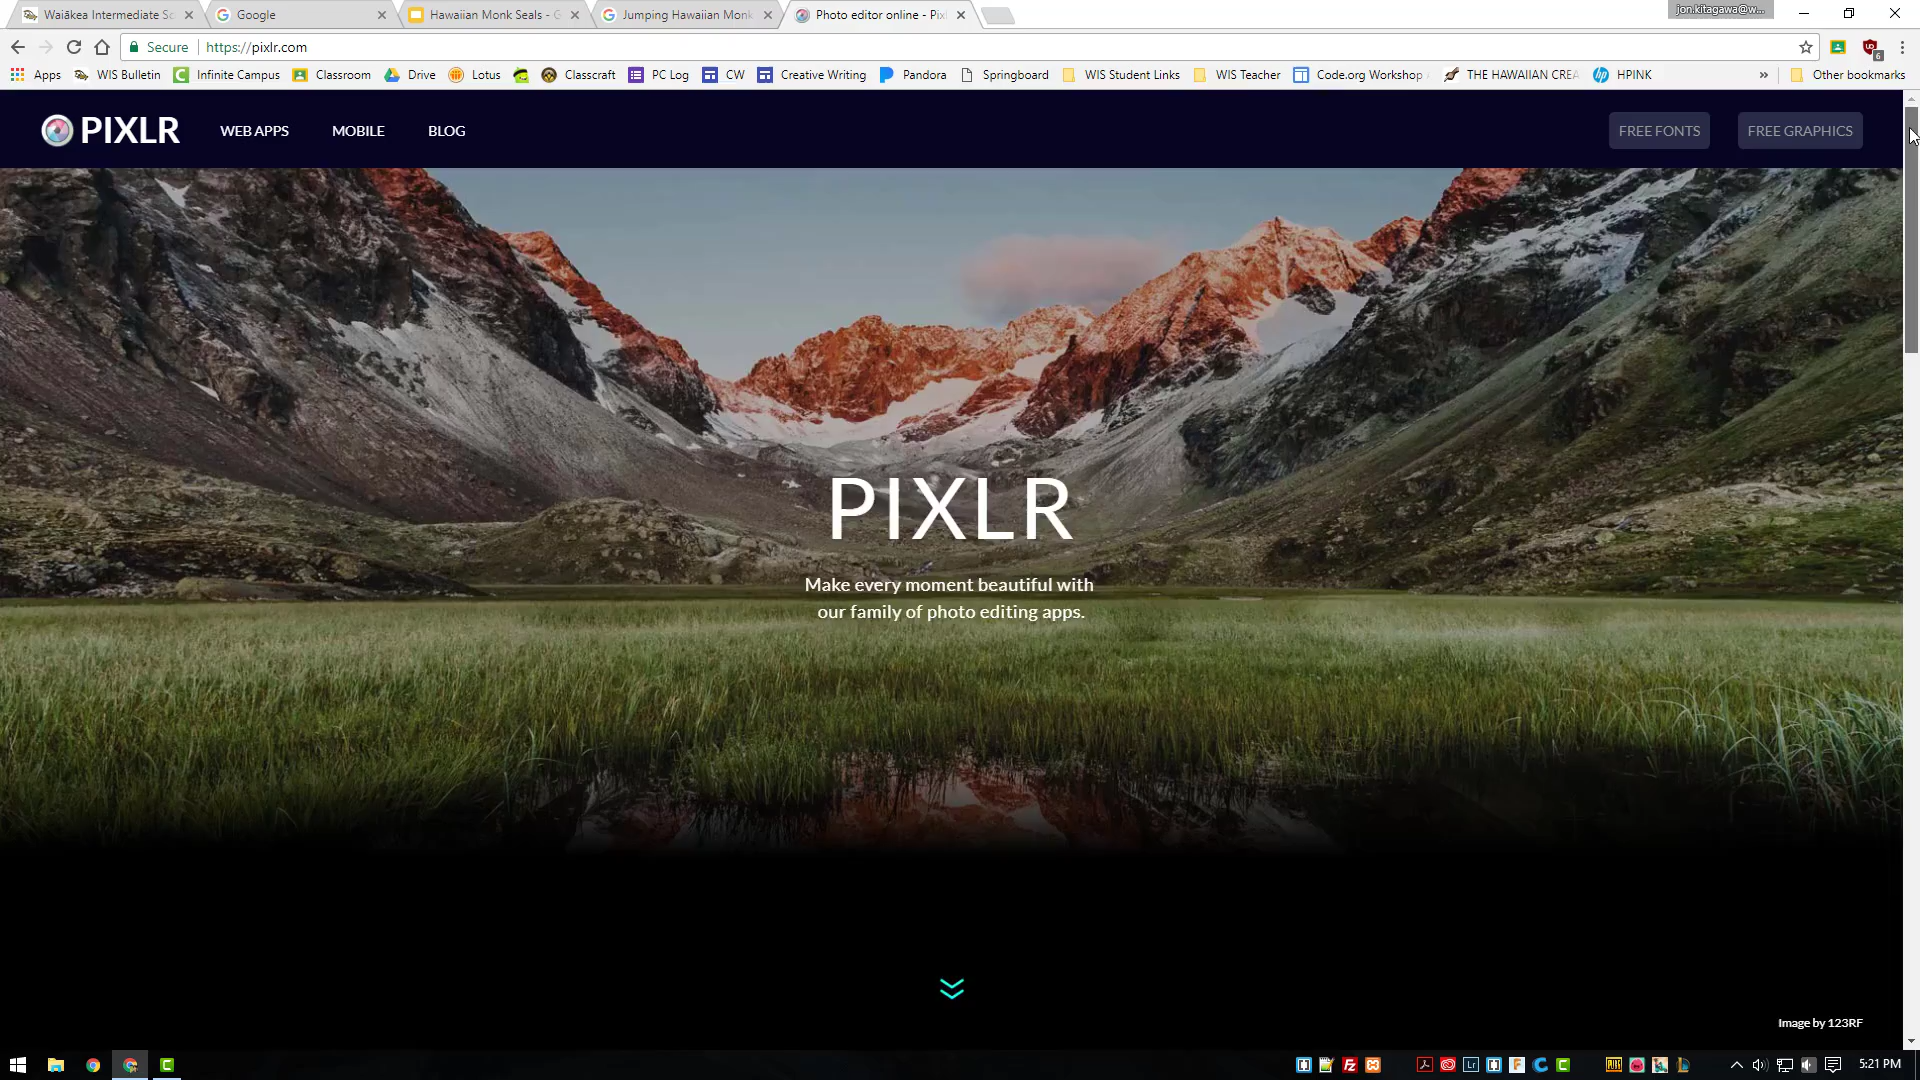 Waiākea Intermediate Sc
Google
Hawaiian Monk Seals - G
Jumping Hawaiian Monk
Photo editor online - Pixl
jon.kitagawa@w...
Secure
https://pixlr.com
6
Apps
WIS Bulletin
Infinite Campus
Classroom
Drive
Lotus
Classcraft
PC Log
CW
Creative Writing
Pandora
Springboard
WIS Student Links
WIS Teacher
Code.org Workshop
THE HAWAIIAN CREA
HPINK
»
Other bookmarks
PIXLR
WEB APPS
MOBILE
BLOG
FREE FONTS
FREE GRAPHICS
PIXLR
Make every moment beautiful with
our family of photo editing apps.
Image by 123RF
5:21 PM